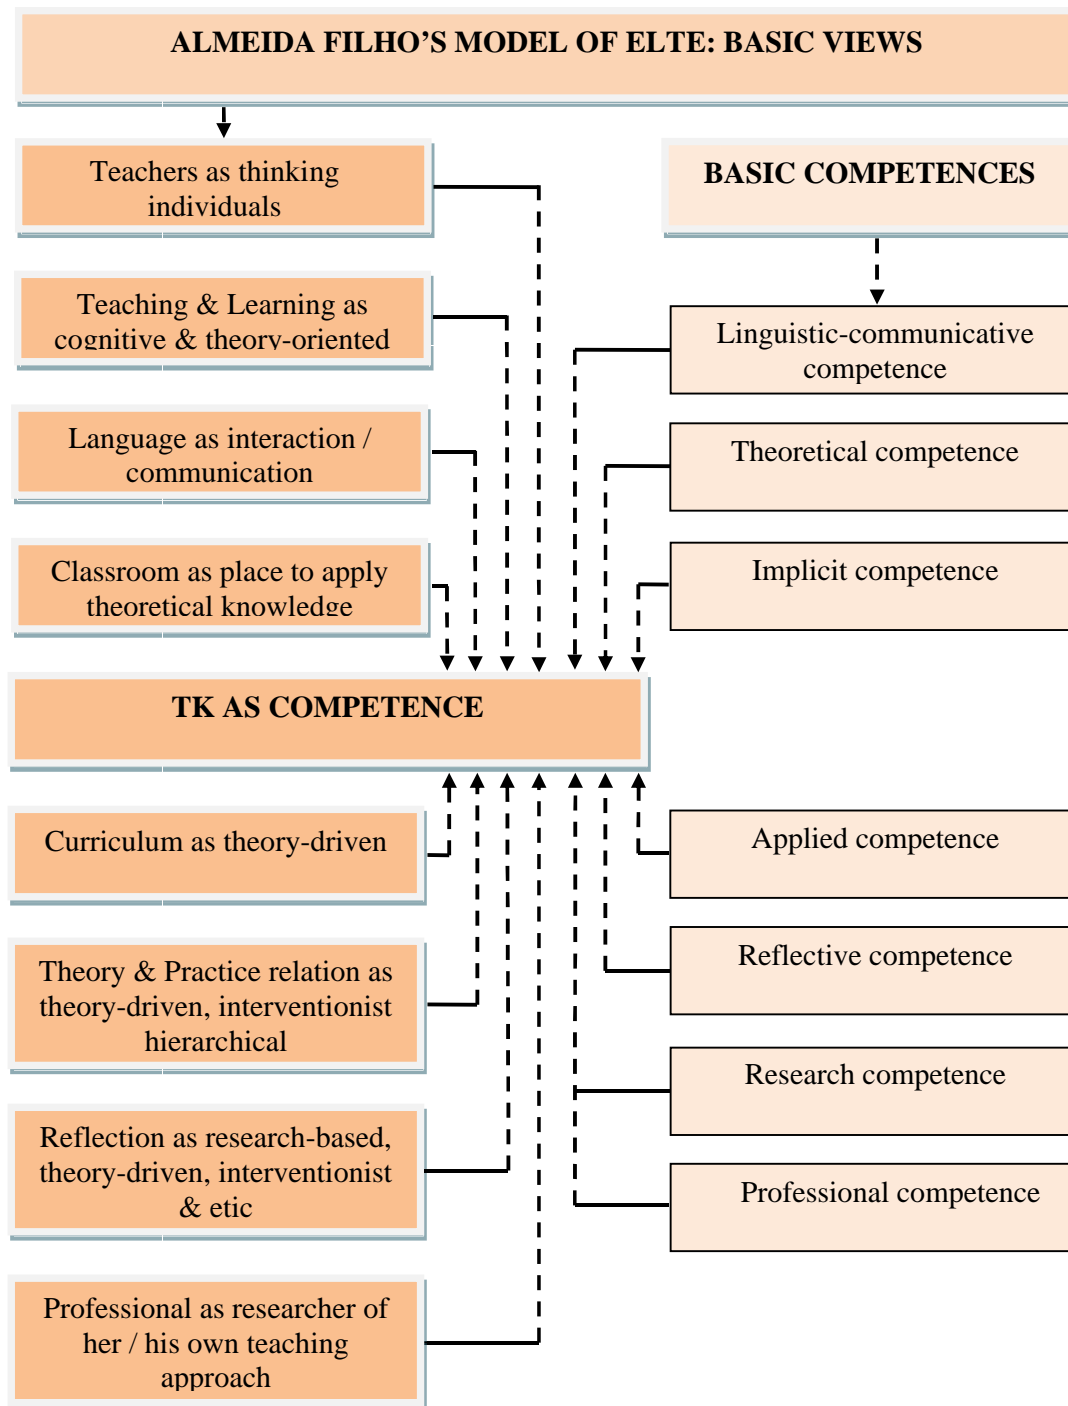 ALMEIDA FILHO'S MODEL OF ELTE: BASIC VIEWS
Teachers as thinking
individuals
BASIC COMPETENCES
Teaching & Learning as
cognitive & theory-oriented
Linguistic-communicative
competence
Language as interaction /
communication
Theoretical competence
Classroom as place to apply
theoretical knowledge
Implicit competence
TK AS COMPETENCE
Curriculum as theory-driven
Applied competence
Theory & Practice relation as
theory-driven, interventionist
hierarchical
Reflective competence
Research competence
Reflection as research-based,
theory-driven, interventionist
& etic
Professional competence
Professional as researcher of
her / his own teaching
approach